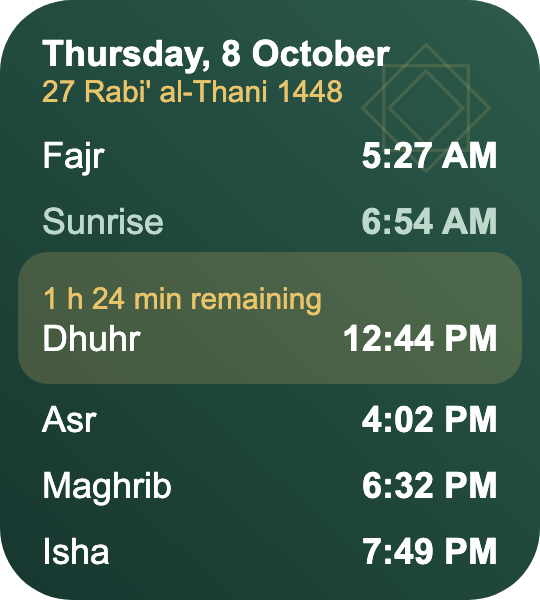 Thursday, 8 October
27 Rabi' al-Thani 1448
Fajr 5:27 AM
Sunrise 6:54 AM
1 h 24 min remaining
Dhuhr 12:44 PM
Asr 4:02 PM
Maghrib 6:32 PM
Isha 7:49 PM